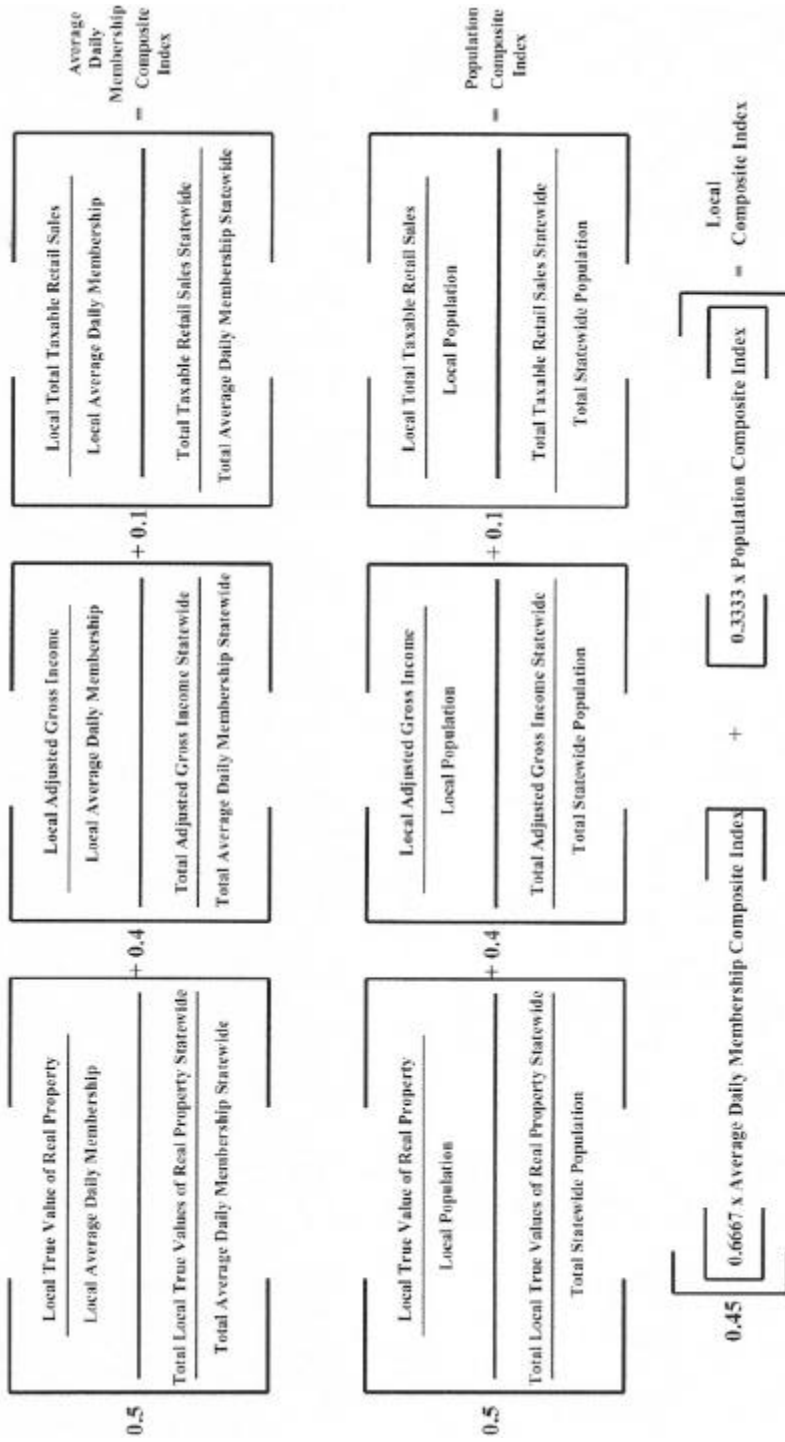 Average
Daily
Membership
Local True Value of Real Property
Local Adjusted Gross Income
Local Total Taxable Retail Sales
Local Average Daily Membership
Local Average Daily Membership
Local Average Daily Membership
0.5
+ 0.4
+ 0.1
= Composite
Index
Total Local True Values of Real Property Statewide
Total Adjusted Gross Income Statewide
Total Taxable Retail Sales Statewide
Total Average Daily Membership Statewide
Total Average Daily Membership Statewide
Total Average Daily Membership Statewide
Local True Value of Real Property
Local Adjusted Gross Income
Local Total Taxable Retail Sales
Local Population
Local Population
Local Population
0.5
+ 0.4
+ 0.1
Population
= Composite
Index
Total Local True Values of Real Property Statewide
Total Adjusted Gross Income Statewide
Total Taxable Retail Sales Statewide
Total Statewide Population
Total Statewide Population
Total Statewide Population
0.45 0.6667 x Average Daily Membership Composite Index + 0.3333 x Population Composite Index
Local
= Composite Index